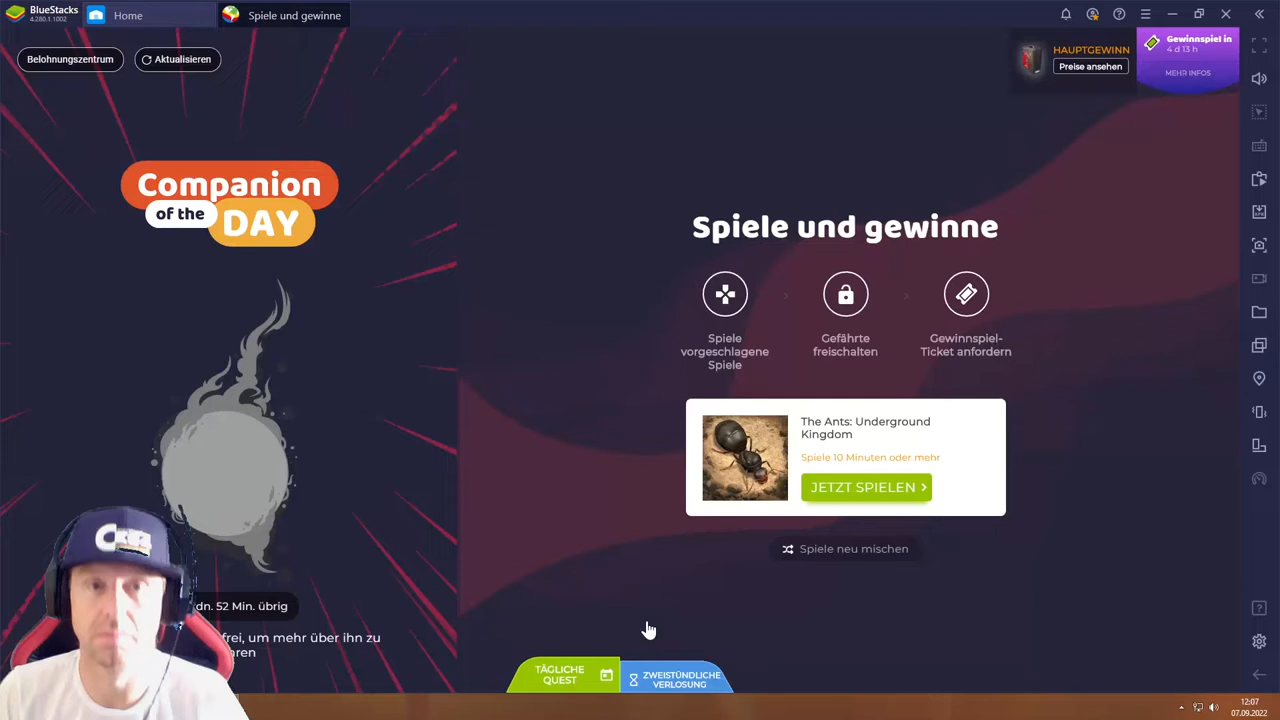 BlueStacks
4.280.1.1002
Home
Spiele und gewinne
Belohnungszentrum
Aktualisieren
HAUPTGEWINN
Preise ansehen
Gewinnspiel in
4 d 13 h
MEHR INFOS
Companion
of the
DAY
Spiele und gewinne
Spiele
vorgeschlagene
Spiele
Gefährte
freischalten
Gewinnspiel-
Ticket anfordern
The Ants: Underground
Kingdom
Spiele 10 Minuten oder mehr
JETZT SPIELEN
Spiele neu mischen
dn. 52 Min. übrig
frei, um mehr über ihn zu
TÄGLICHE
QUEST
ZWEISTÜNDLICHE
VERLOSUNG
12:07
07.09.2022